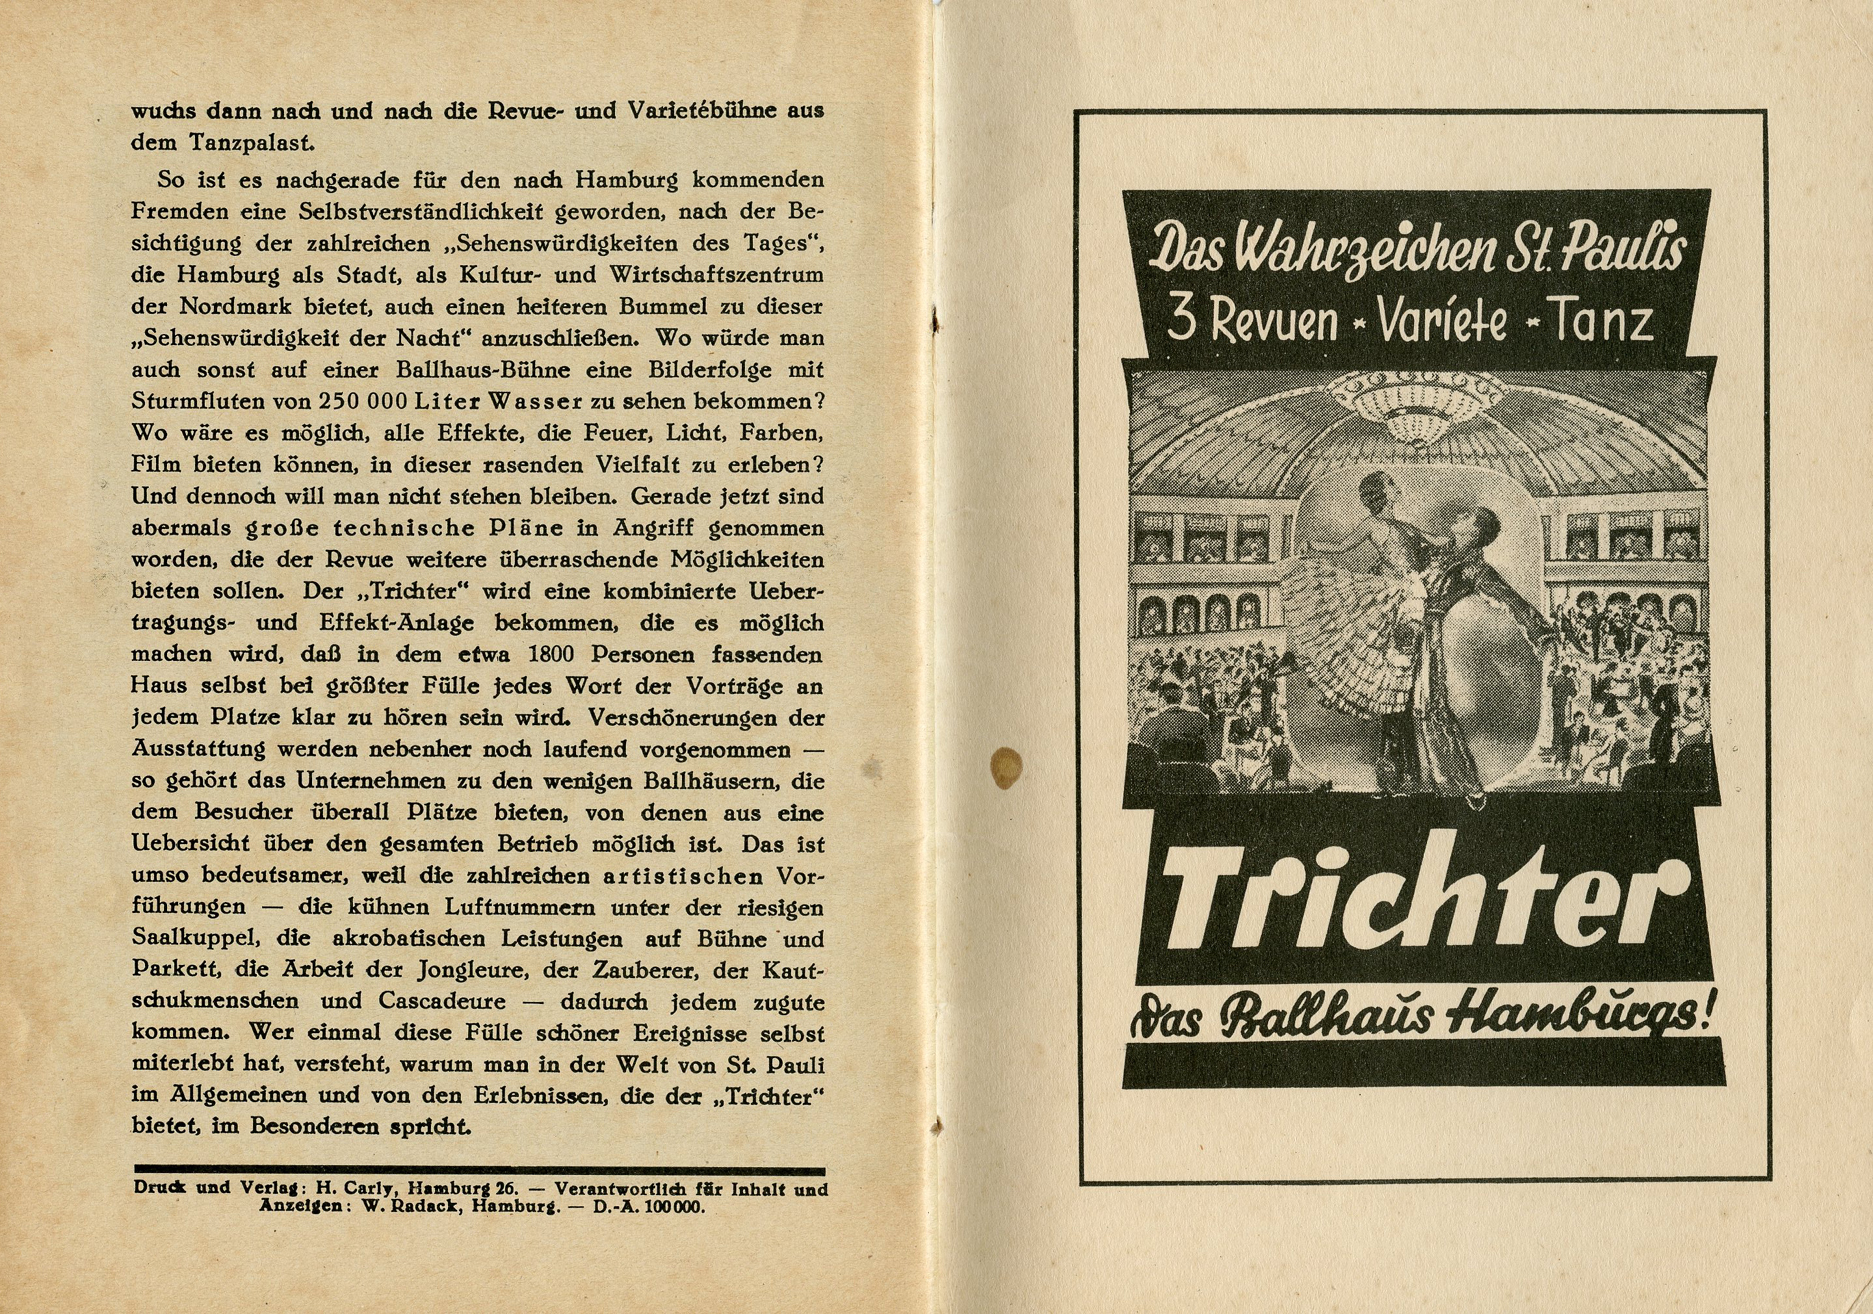 wuchs dann nach und nach die Revue- und Varietébühne aus
dem Tanzpalast.
So ist es nachgerade für den nach Hamburg kommenden
Fremden eine Selbstverständlichkeit geworden, nach der Be-
sichtigung der zahlreichen „Sehenswürdigkeiten des Tages“,
die Hamburg als Stadt, als Kultur- und Wirtschaftszentrum
der Nordmark bietet, auch einen heiteren Bummel zu dieser
„Sehenswürdigkeit der Nacht“ anzuschließen. Wo würde man
auch sonst auf einer Ballhaus-Bühne eine Bilderfolge mit
Sturmfluten von 250 000 Liter Wasser zu sehen bekommen?
Wo wäre es möglich, alle Effekte, die Feuer, Licht, Farben,
Film bieten können, in dieser rasenden Vielfalt zu erleben?
Und dennoch will man nicht stehen bleiben. Gerade jetzt sind
abermals große technische Pläne in Angriff genommen
worden, die der Revue weitere überraschende Möglichkeiten
bieten sollen. Der „Trichter“ wird eine kombinierte Ueber-
tragungs- und Effekt-Anlage bekommen, die es möglich
machen wird, daß in dem etwa 1800 Personen fassenden
Haus selbst bei größter Fülle jedes Wort der Vorträge an
jedem Platze klar zu hören sein wird. Verschönerungen der
Ausstattung werden nebenher noch laufend vorgenommen —
so gehört das Unternehmen zu den wenigen Ballhäusern, die
dem Besucher überall Plätze bieten, von denen aus eine
Uebersicht über den gesamten Betrieb möglich ist. Das ist
umso bedeutsamer, weil die zahlreichen artistischen Vor-
führungen — die kühnen Luftnummern unter der riesigen
Saalkuppel, die akrobatischen Leistungen auf Bühne und
Parkett, die Arbeit der Jongleure, der Zauberer, der Kaut-
schukmenschen und Cascadeure — dadurch jedem zugute
kommen. Wer einmal diese Fülle schöner Ereignisse selbst
miterlebt hat, versteht, warum man in der Welt von St. Pauli
im Allgemeinen und von den Erlebnissen, die der „Trichter“
bietet, im Besonderen spricht.
Druck und Verlag: H. Carly, Hamburg 26. — Verantwortlich für Inhalt und
Anzeigen: W. Radack, Hamburg. — D.-A. 100 000.
Das Wahrzeichen St. Paulis
3 Revuen * Variete * Tanz
Trichter
Das Ballhaus Hamburgs!